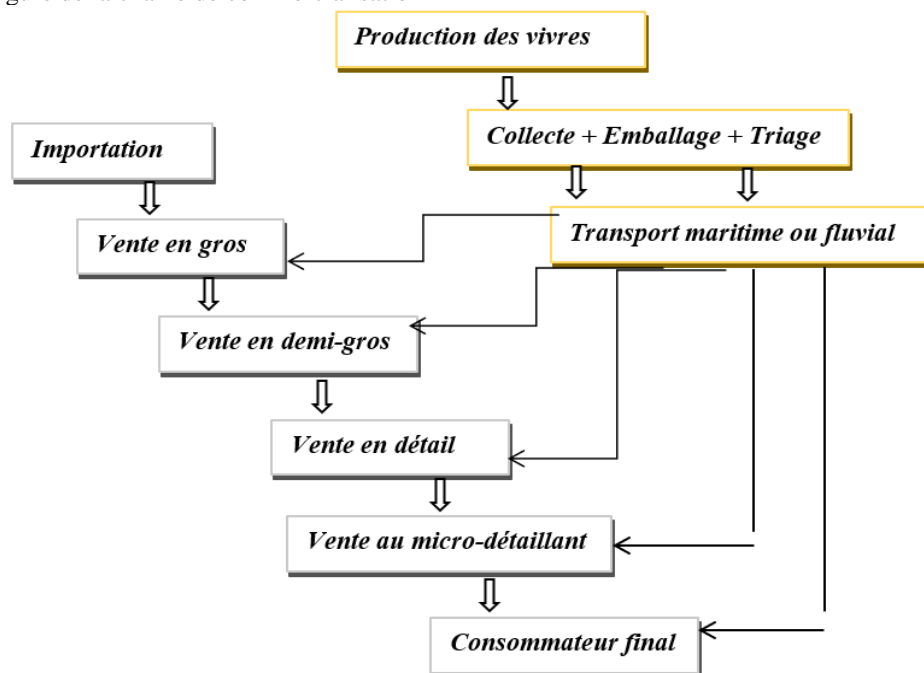 Production des vivres
Collecte + Emballage + Triage
Importation
Transport maritime ou fluvial
Vente en gros
Vente en demi-gros
Vente en détail
Vente au micro-détaillant
Consommateur final